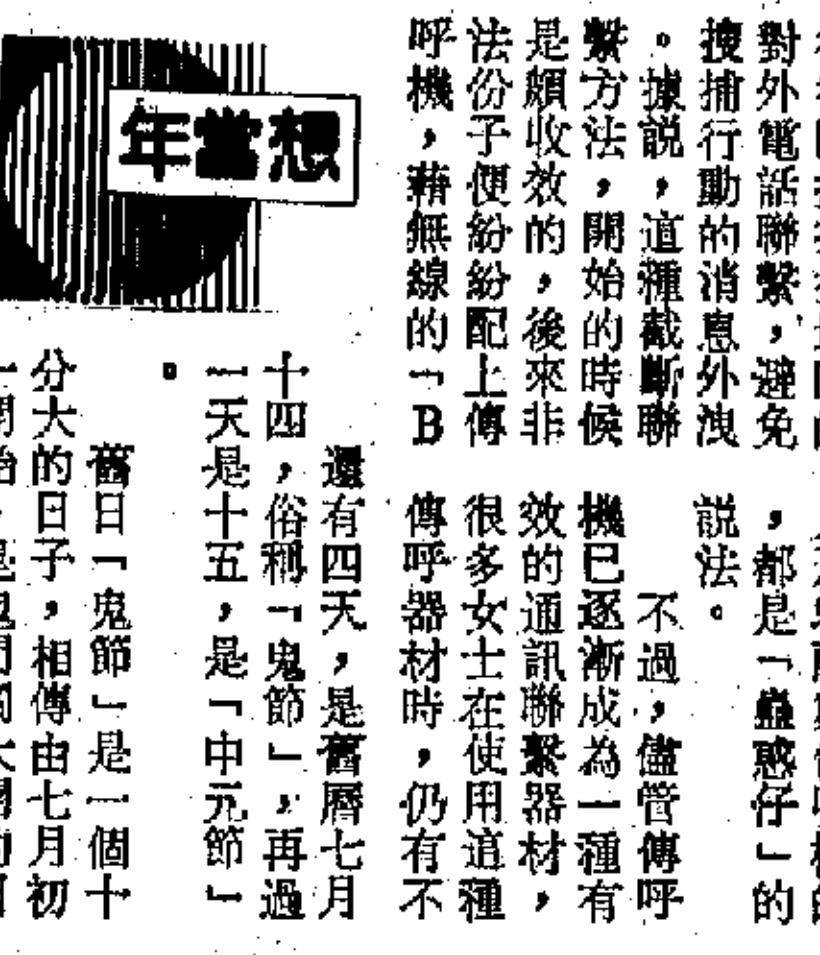 對外電話聯繫，避免
搜捕行動的消息外洩
。據説，這種截斷聯
繫方法，開始的時候
是頗收效的，後來非
法份子便紛紛配上傳
呼機，藉無線的「B
，都是「蠱惑仔」的
説法。
不過，儘管傳呼
機已逐漸成為一種有
效的通訊聯繫器材，
很多女士在使用這種
傳呼器材時，仍有不
想當年
還有四天，是舊曆七月
十四，俗稱「鬼節」，再過
一天是十五，是「中元節」
。
舊日「鬼節」是一個十
分大的日子，相傳由七月初